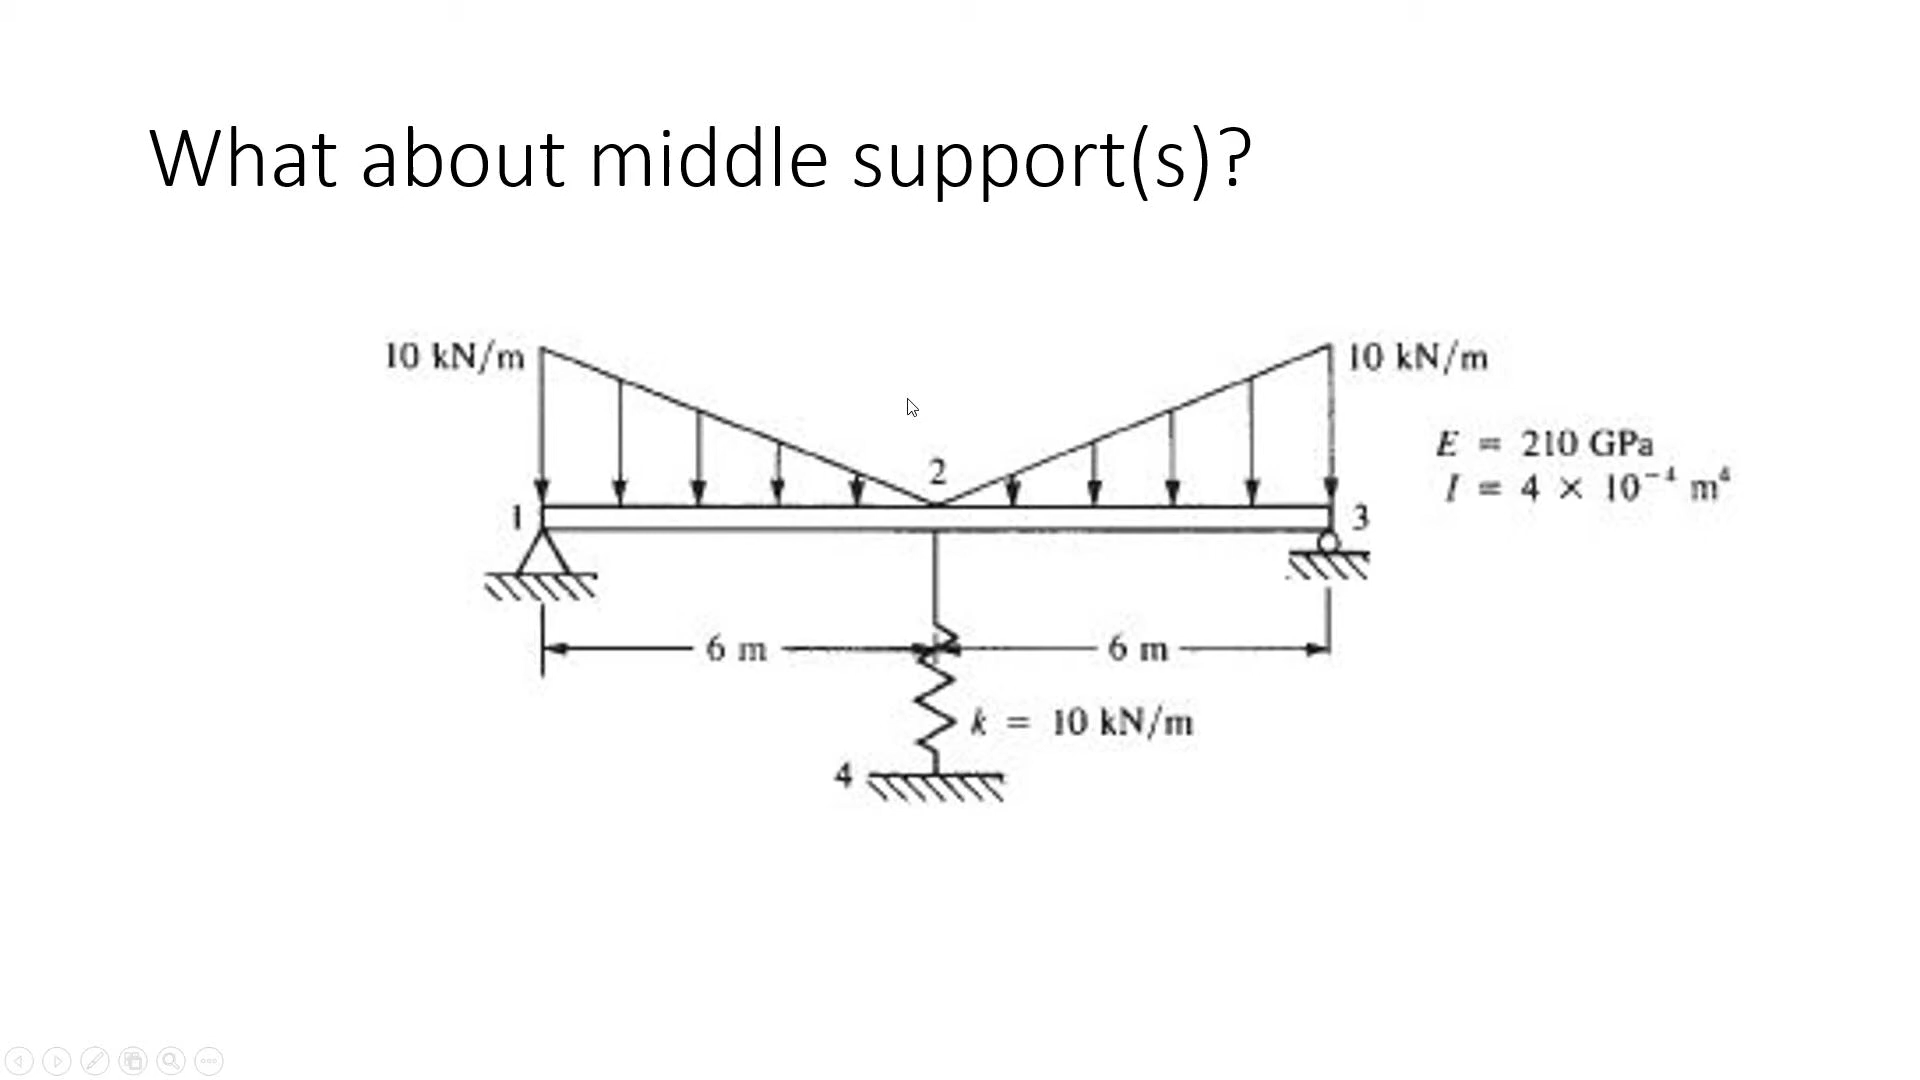 What about middle support(s)?
10 kN/m
10 kN/m
E = 210 GPa
I = 4 × 10⁻⁴ m⁴
2
1
3
6 m
6 m
k = 10 kN/m
4